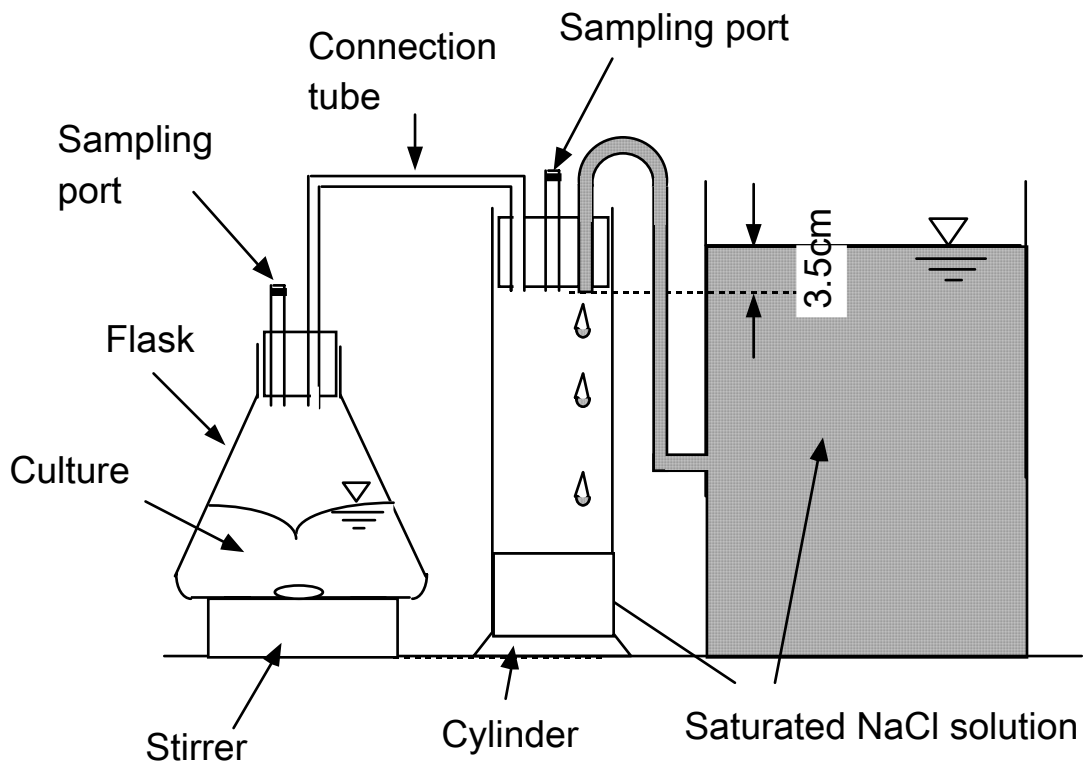 Sampling port
Connection
tube
Sampling
port
3.5cm
Flask
Culture
Stirrer
Cylinder
Saturated NaCl solution